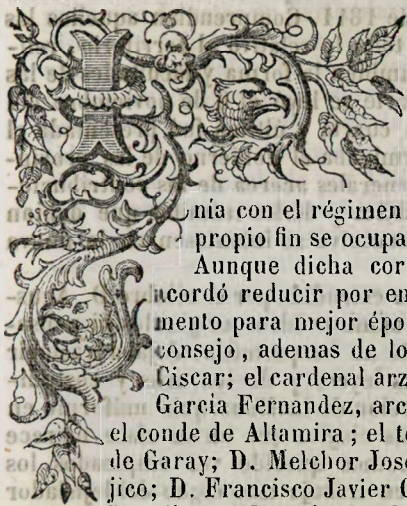 I
nía con el régimen
propio fin se ocupa
Aunque dicha cor
acordó reducir por en
mento para mejor épo
consejo, ademas de lo
Ciscar; el cardenal arz
García Fernandez, arc
el conde de Altamira; el te
de Garay; D. Melchor Jose
jico; D. Francisco Javier C